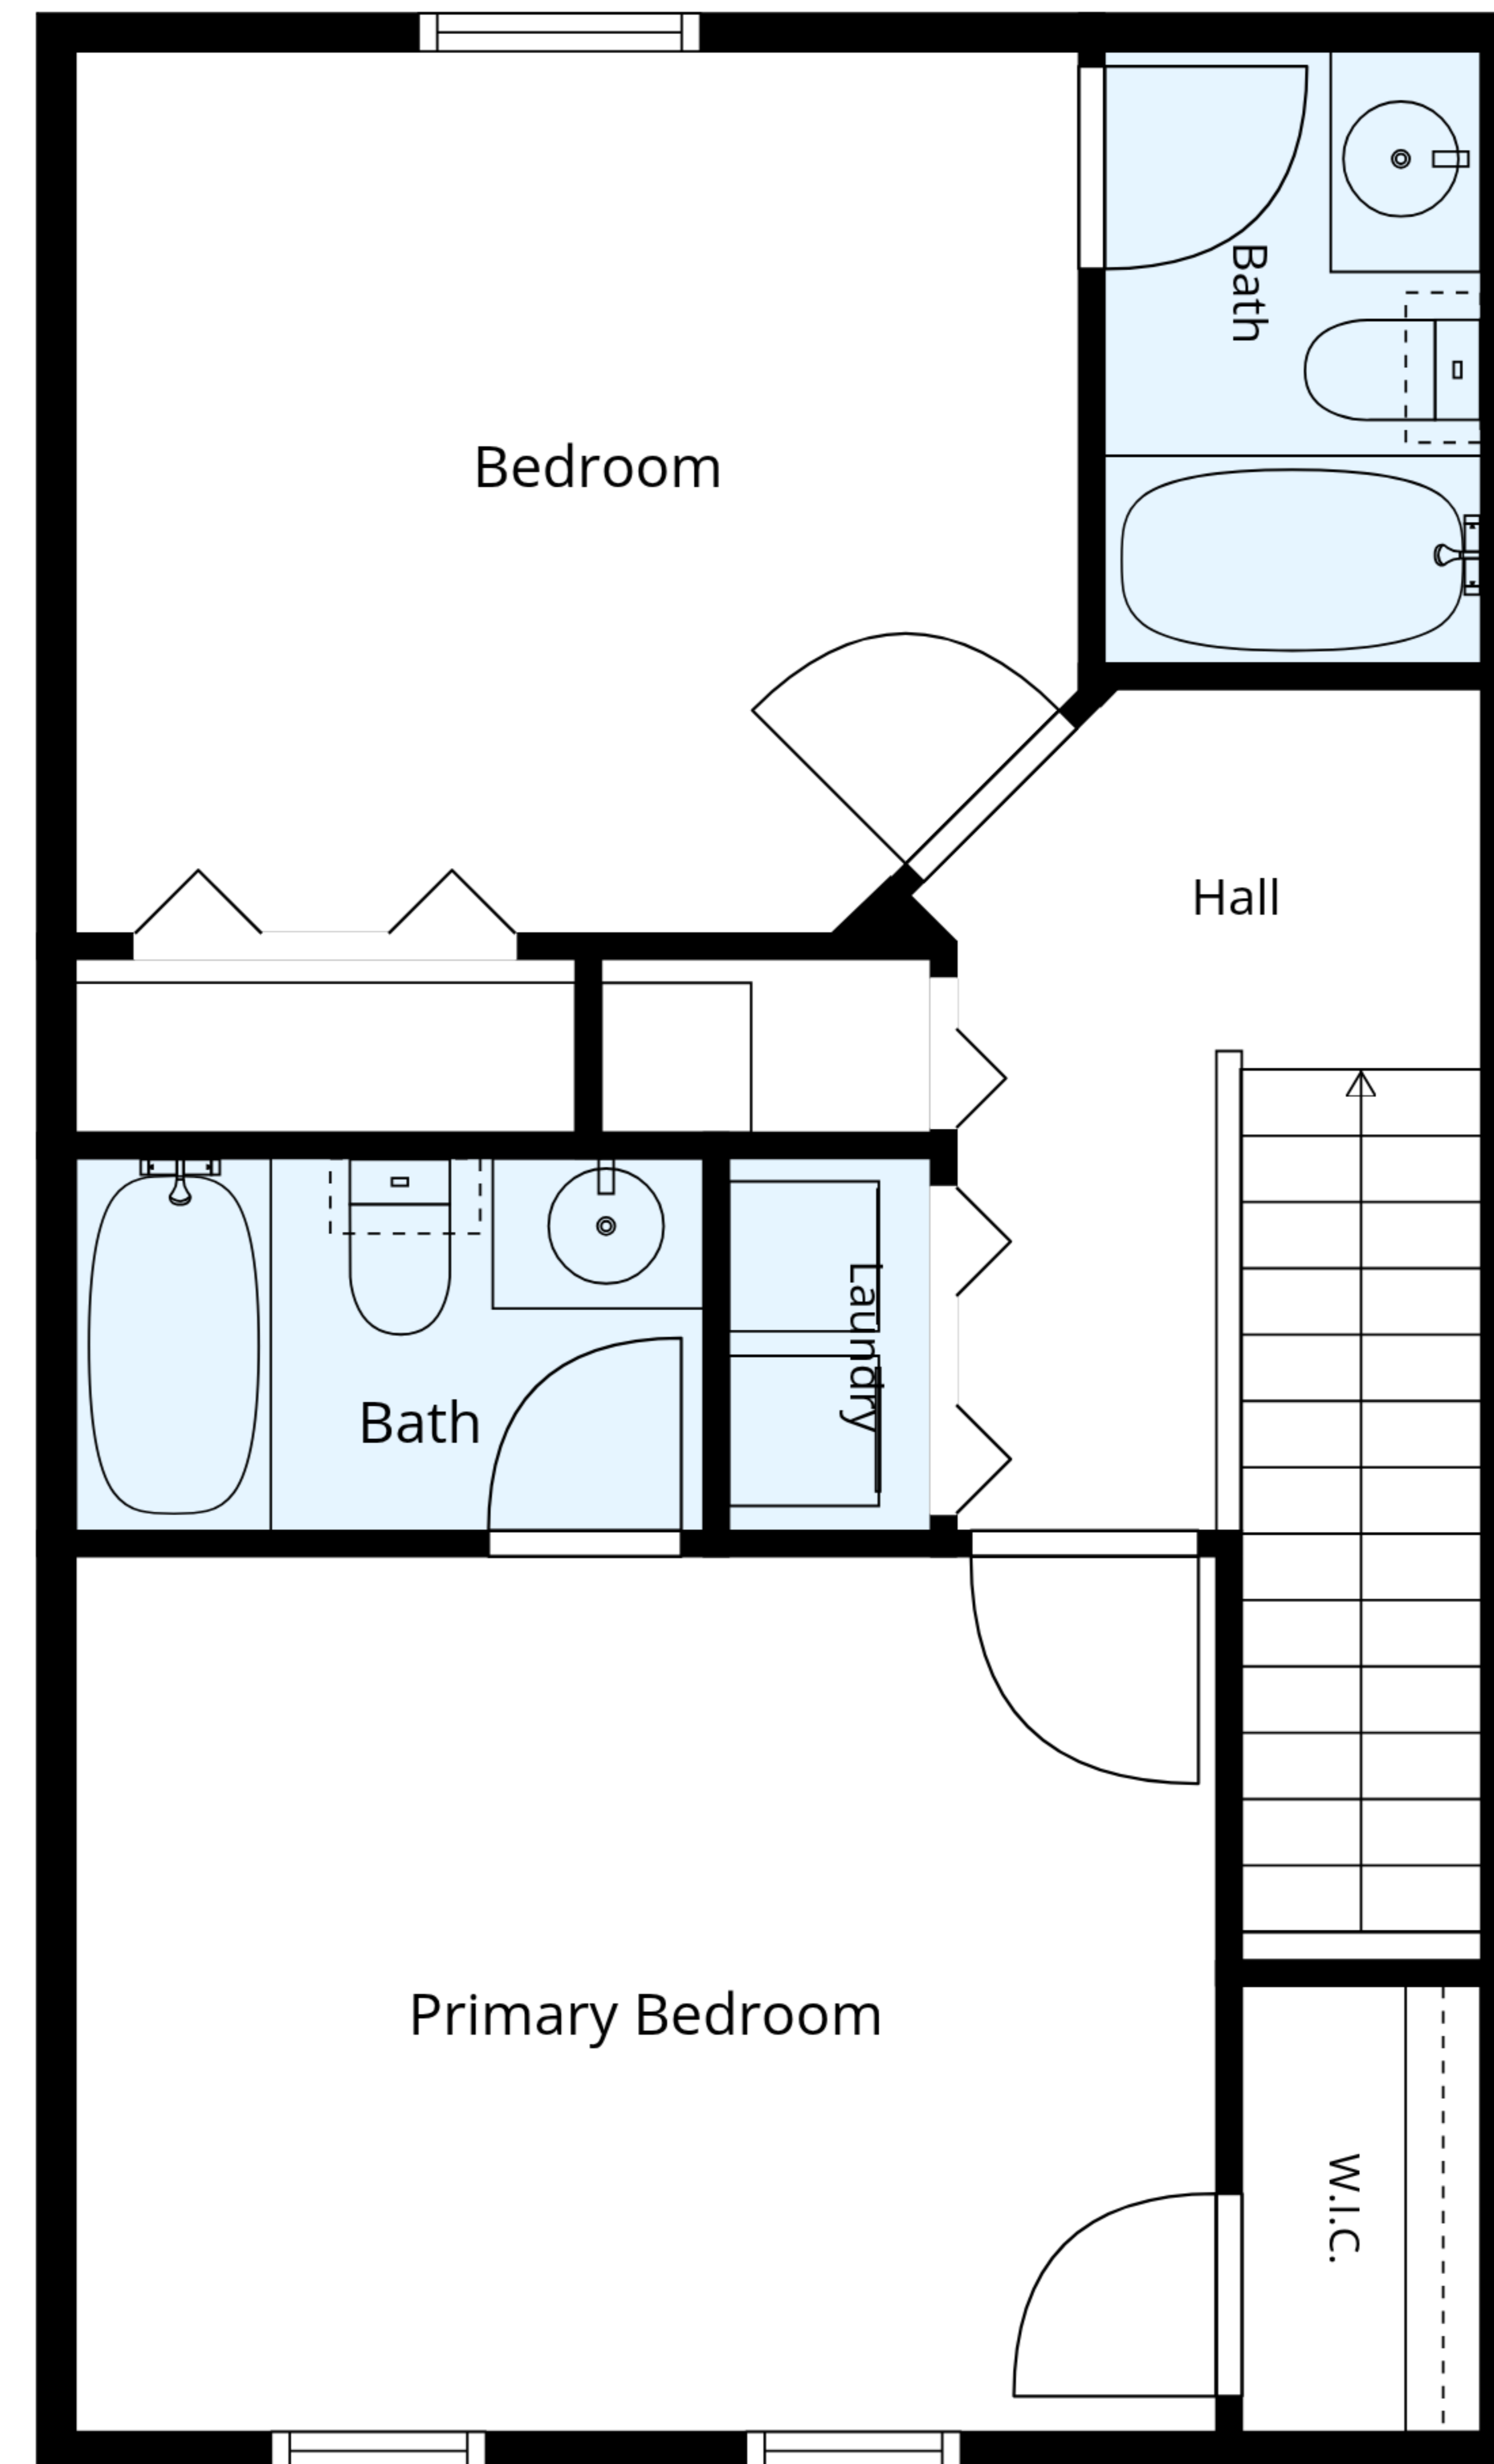 Bath
Bedroom
Hall
Laundry
Bath
Primary Bedroom
W.I.C.